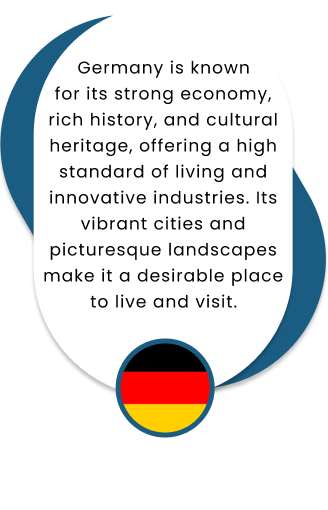 Germany is known
for its strong economy,
rich history, and cultural
heritage, offering a high
standard of living and
innovative industries. Its
vibrant cities and
picturesque landscapes
make it a desirable place
to live and visit.